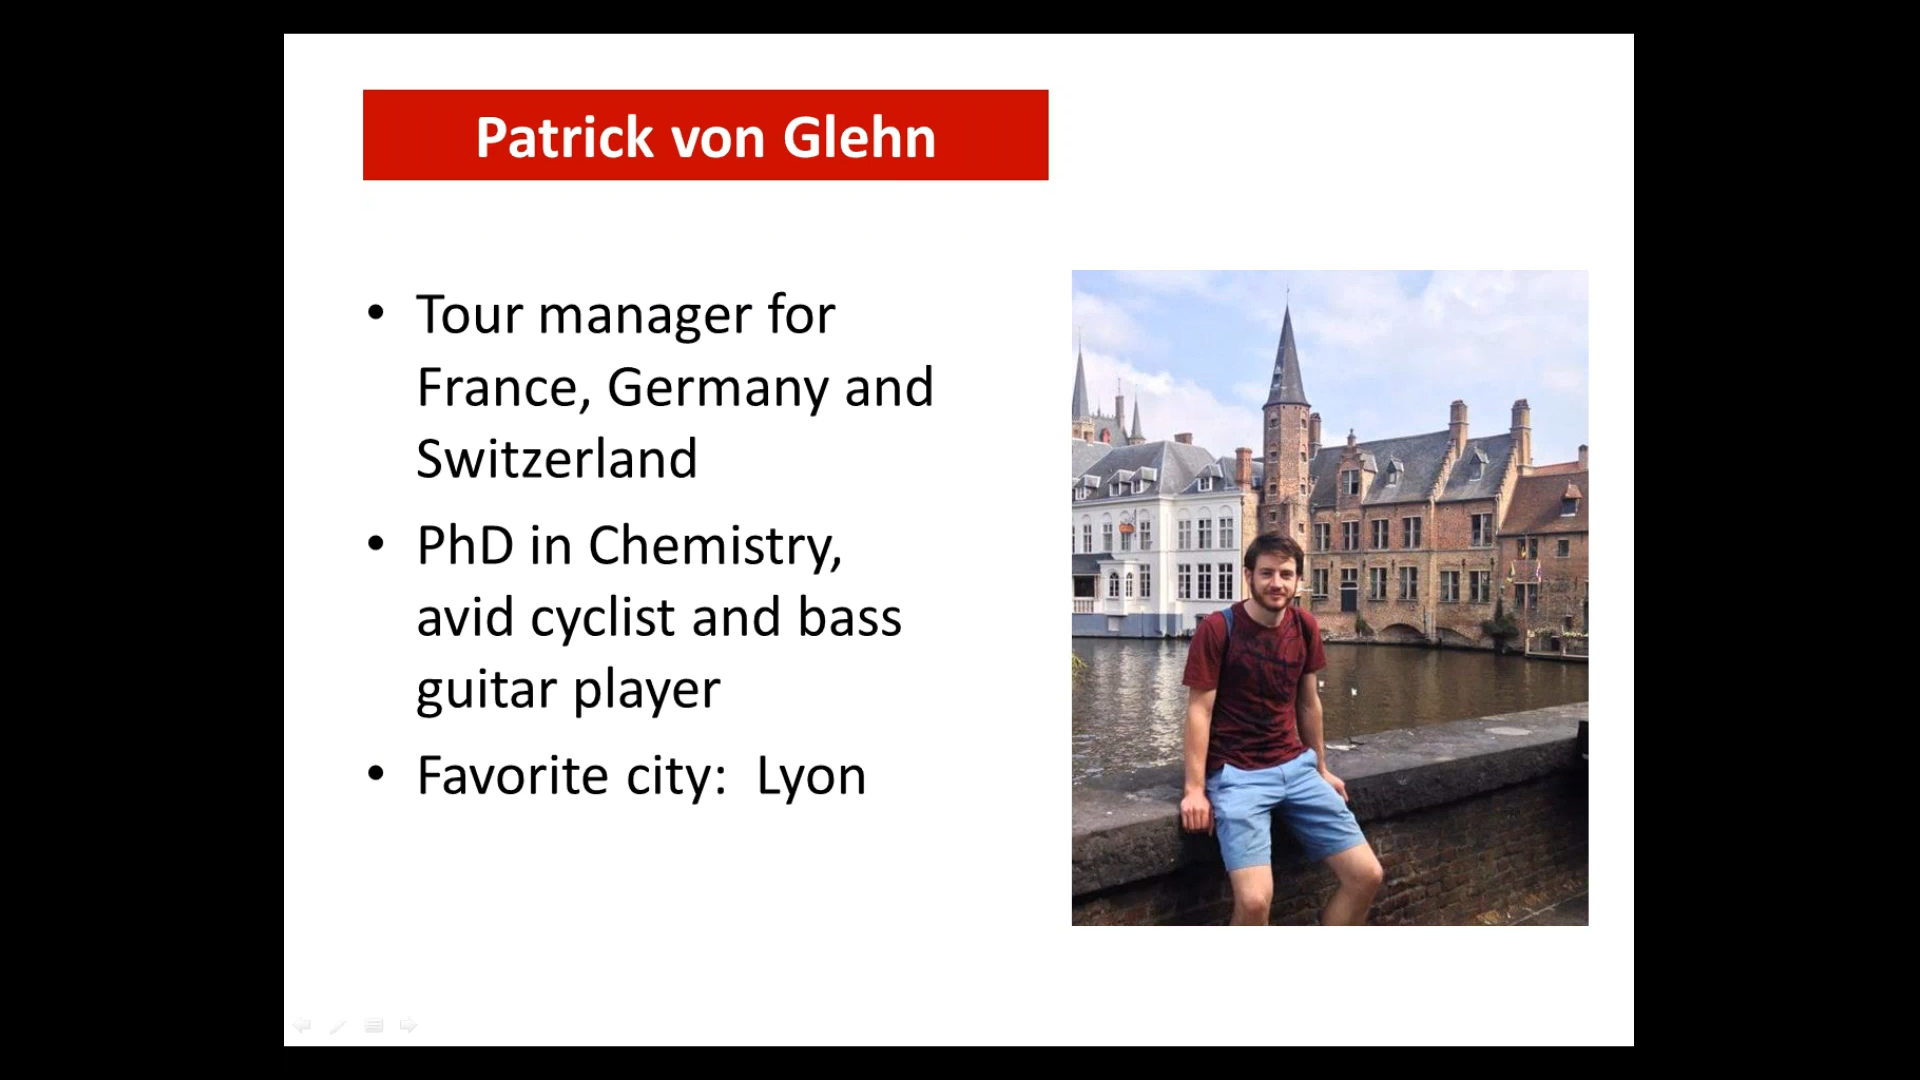 Patrick von Glehn
• Tour manager for
France, Germany and
Switzerland
• PhD in Chemistry,
avid cyclist and bass
guitar player
• Favorite city:  Lyon